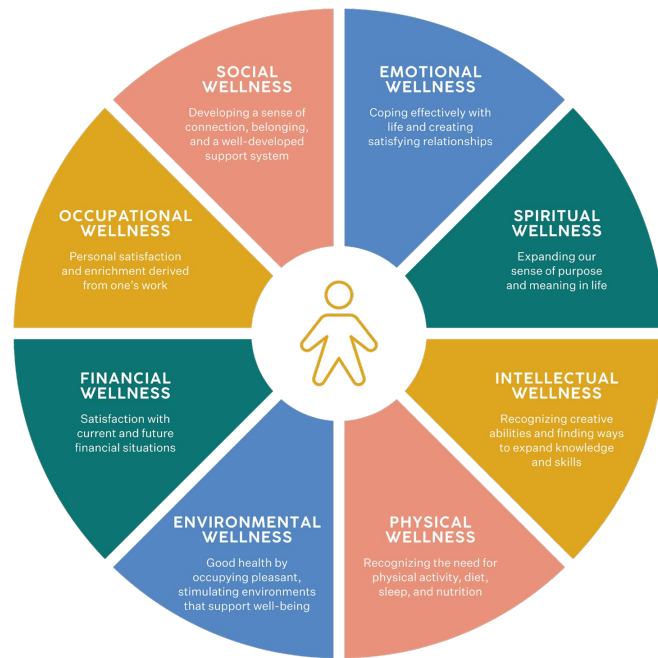 SOCIAL
WELLNESS
Developing a sense of
connection, belonging,
and a well-developed
support system
EMOTIONAL
WELLNESS
Coping effectively with
life and creating
satisfying relationships
OCCUPATIONAL
WELLNESS
Personal satisfaction
and enrichment derived
from one's work
SPIRITUAL
WELLNESS
Expanding our
sense of purpose
and meaning in life
FINANCIAL
WELLNESS
Satisfaction with
current and future
financial situations
INTELLECTUAL
WELLNESS
Recognizing creative
abilities and finding ways
to expand knowledge
and skills
ENVIRONMENTAL
WELLNESS
Good health by
occupying pleasant,
stimulating environments
that support well-being
PHYSICAL
WELLNESS
Recognizing the need for
physical activity, diet,
sleep, and nutrition